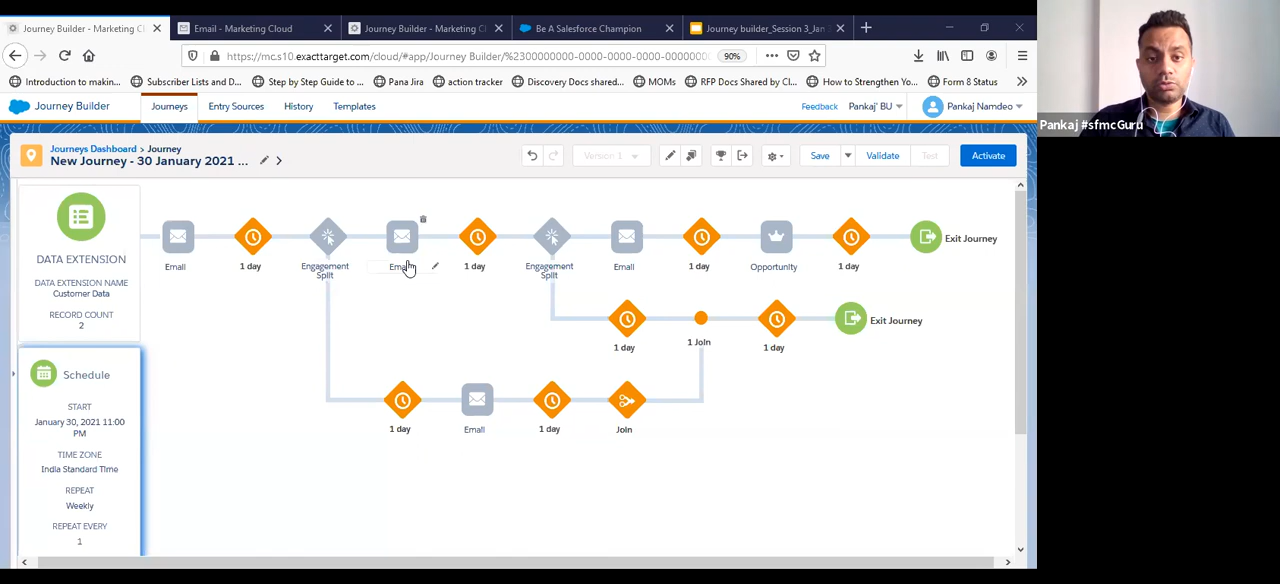 Journey Builder - Marketing Clo
Email - Marketing Cloud
Journey Builder - Marketing Cl
Be A Salesforce Champion
Journey builder_Session 3_Jan
https://mc.s10.exacttarget.com/cloud/#app/Journey Builder/%2300000000-0000-0000-0000-00000000
90%
Introduction to makin...
Subscriber Lists and D...
Step by Step Guide to ...
Pana Jira
action tracker
Discovery Docs shared...
MOMs
RFP Docs Shared by Cl...
How to Strengthen Yo...
Form 8 Status
Journey Builder
Journeys
Entry Sources
History
Templates
Feedback
Pankaj' BU
Pankaj Namdeo
Pankaj #sfmcGuru
Journeys Dashboard > Journey
New Journey - 30 January 2021 ...
Version 1
Save
Validate
Test
Activate
DATA EXTENSION
DATA EXTENSION NAME
Customer Data
RECORD COUNT
2
Schedule
START
January 30, 2021 11:00
PM
TIME ZONE
India Standard Time
REPEAT
Weekly
REPEAT EVERY
1
Email
1 day
Engagement
Split
Email
1 day
Engagement
Split
Email
1 day
Opportunity
1 day
Exit Journey
1 day
1 Join
1 day
Exit Journey
1 day
Email
1 day
Join